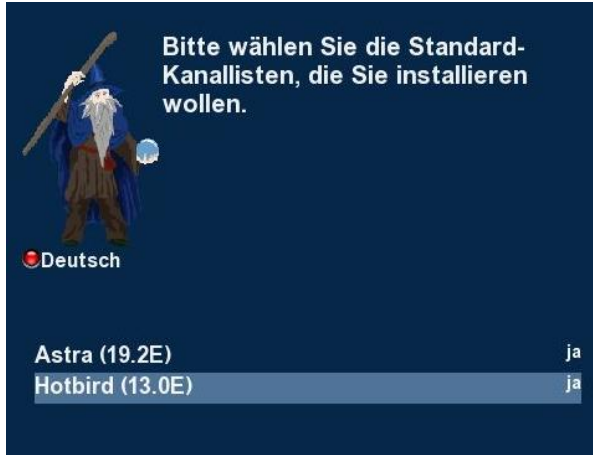 Bitte wählen Sie die Standard-
Kanallisten, die Sie installieren
wollen.
Deutsch
Astra (19.2E) ja
Hotbird (13.0E) ja